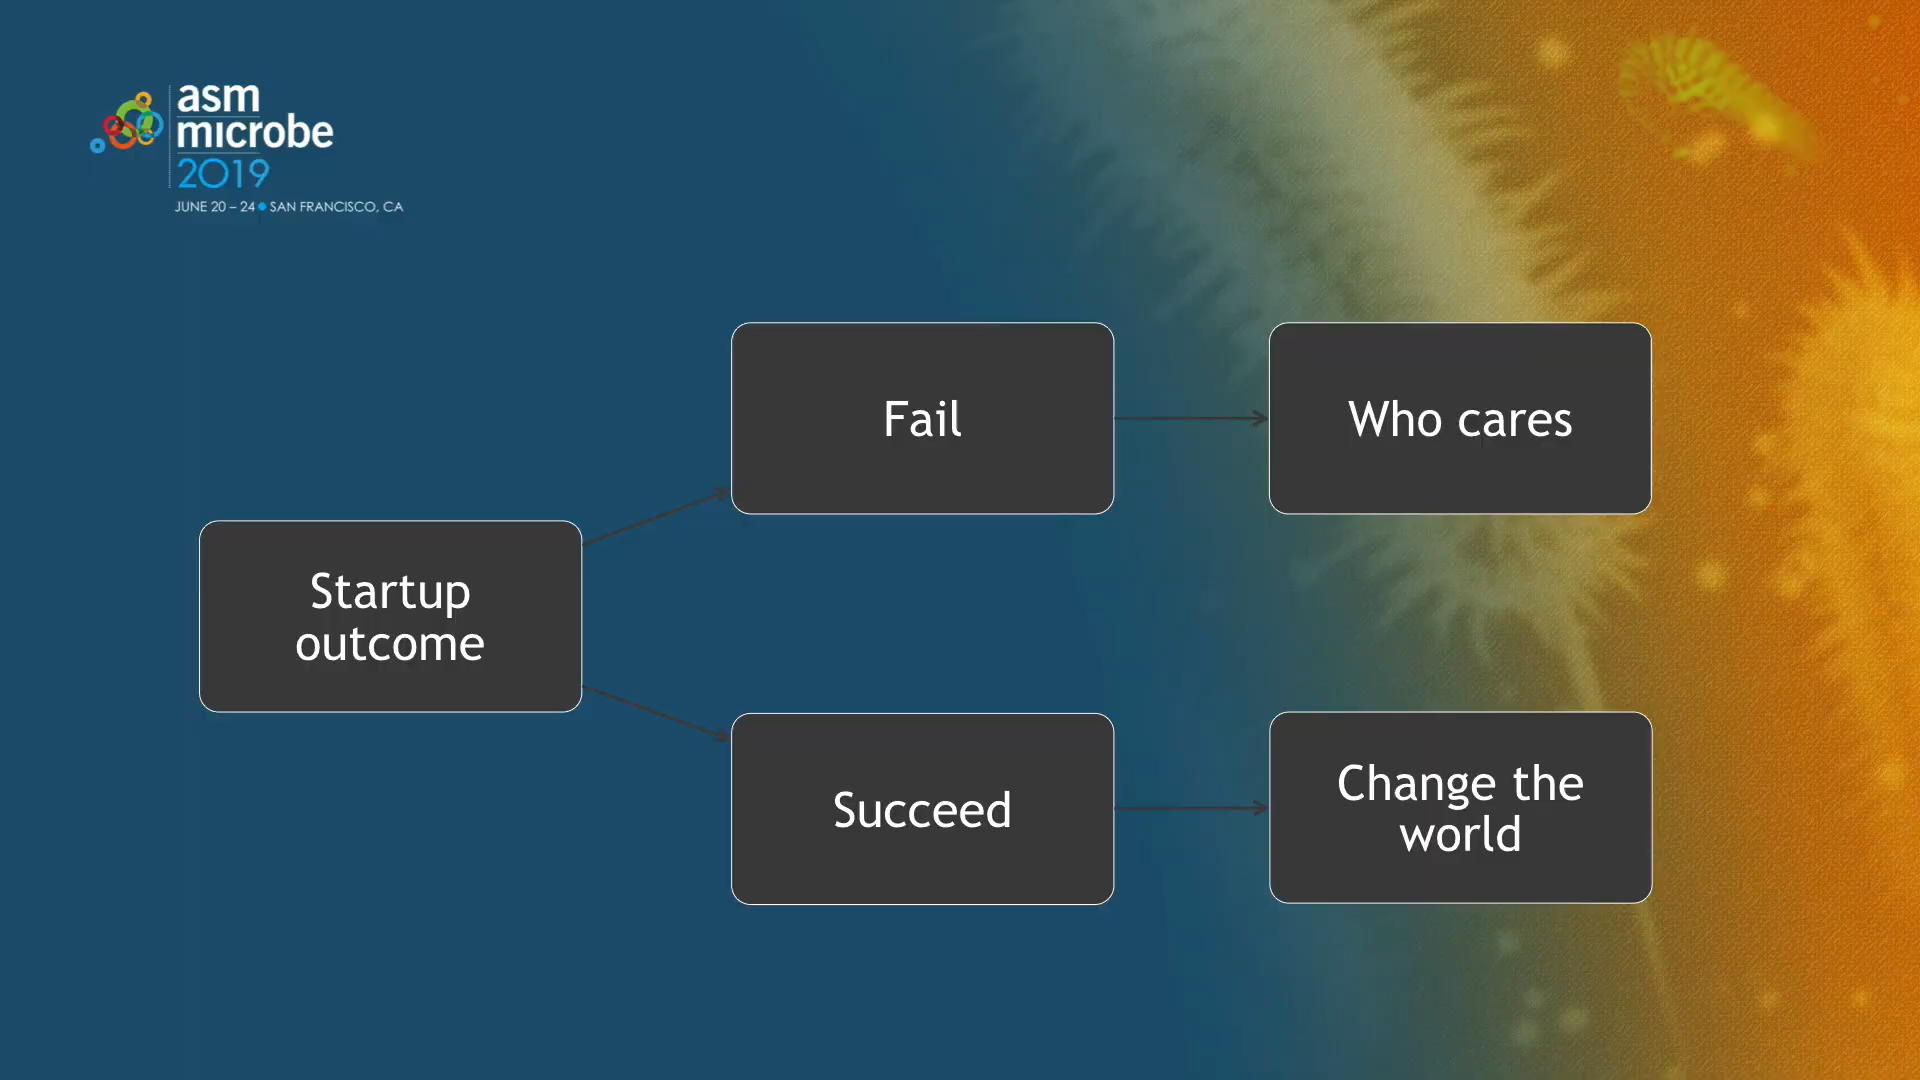 asm
microbe
2019
JUNE 20 – 24 • SAN FRANCISCO, CA
Fail
Who cares
Startup
outcome
Succeed
Change the
world